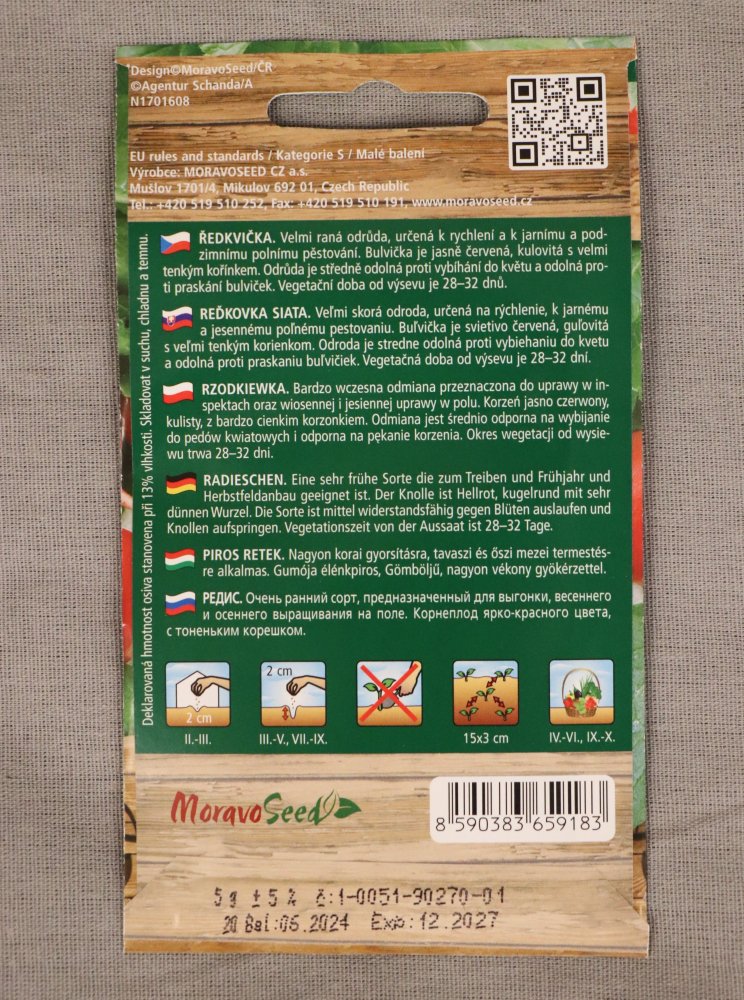 Design©MoravoSeed/ČR
©Agentur Schanda/A
N1701608
EU rules and standards / Kategorie S / Malé balení
Výrobce: MORAVOSEED CZ a.s.
Mušlov 1701/4, Mikulov 692 01, Czech Republic
Tel.: +420 519 510 252, Fax: +420 519 510 191, www.moravoseed.cz
Deklarovaná hmotnost osiva stanovena při 13% vlhkosti. Skladovat v suchu, chladnu a temnu.
ŘEDKVIČKA. Velmi raná odrůda, určená k rychlení a k jarnímu a pod-
zimnímu polnímu pěstování. Bulvička je jasně červená, kulovitá s velmi
tenkým kořínkem. Odrůda je středně odolná proti vybíhání do květu a odolná pro-
ti praskání bulviček. Vegetační doba od výsevu je 28–32 dnů.
REĎKOVKA SIATA. Veľmi skorá odroda, určená na rýchlenie, k jarnému
a jesennému poľnému pestovaniu. Buľvička je svietivo červená, guľovitá
s veľmi tenkým korienkom. Odroda je stredne odolná proti vybiehaniu do kvetu
a odolná proti praskaniu buľvičiek. Vegetačná doba od výsevu je 28–32 dní.
RZODKIEWKA. Bardzo wczesna odmiana przeznaczona do uprawy w in-
spektach oraz wiosennej i jesiennej uprawy w polu. Korzeń jasno czerwony,
kulisty, z bardzo cienkim korzonkiem. Odmiana jest średnio odporna na wybijanie
do pedów kwiatowych i odporna na pękanie korzenia. Okres wegetacji od wysie-
wu trwa 28–32 dni.
RADIESCHEN. Eine sehr frühe Sorte die zum Treiben und Frühjahr und
Herbstfeldanbau geeignet ist. Der Knolle ist Hellrot, kugelrund mit sehr
dünnen Wurzel. Die Sorte ist mittel widerstandsfähig gegen Blüten auslaufen und
Knollen aufspringen. Vegetationszeit von der Aussaat ist 28–32 Tage.
PIROS RETEK. Nagyon korai gyorsításra, tavaszi és őszi mezei termestés-
re alkalmas. Gumója élénkpiros, Gömböljű, nagyon vékony gyökérzettel.
РЕДИС. Очень ранний сорт, предназначенный для выгонки, весеннего
и осеннего выращивания на поле. Корнеплод ярко-красного цвета,
с тоненьким корешком.
2 cm
2 cm
II.-III. III.-V., VII.-IX. 15x3 cm IV.-VI., IX.-X.
MoravoSeed
8 590383 659183
5g ±5% č:1-0051-90270-01
20 Bal:06.2024 Exp:12.2027